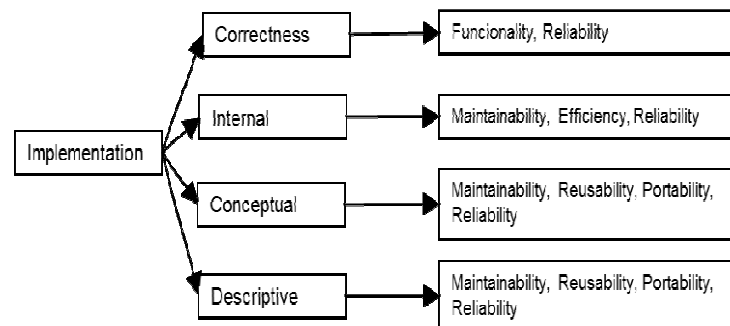 Correctness
Funcionality, Reliability
Internal
Maintainability, Efficiency, Reliability
Implementation
Conceptual
Maintainability, Reusability, Portability,
Reliability
Descriptive
Maintainability, Reusability, Portability,
Reliability